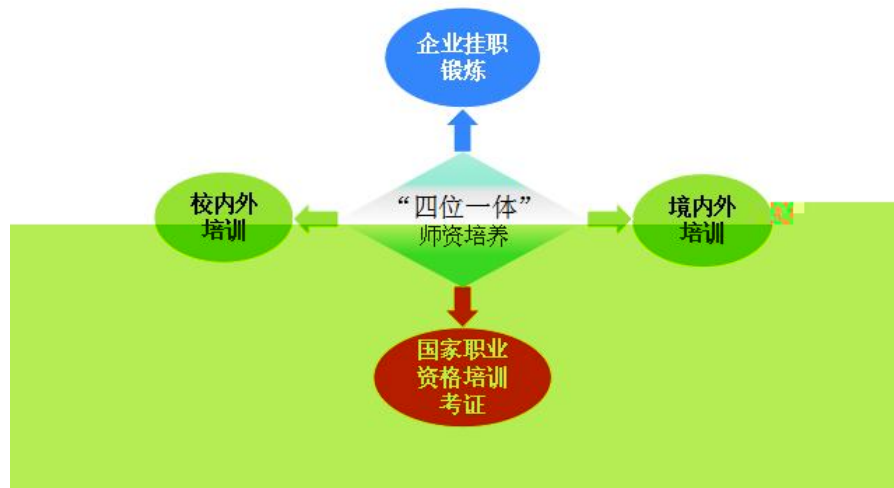 企业挂职
锻炼
校内外
培训
“四位一体”
师资培养
境内外
培训
国家职业
资格培训
考证